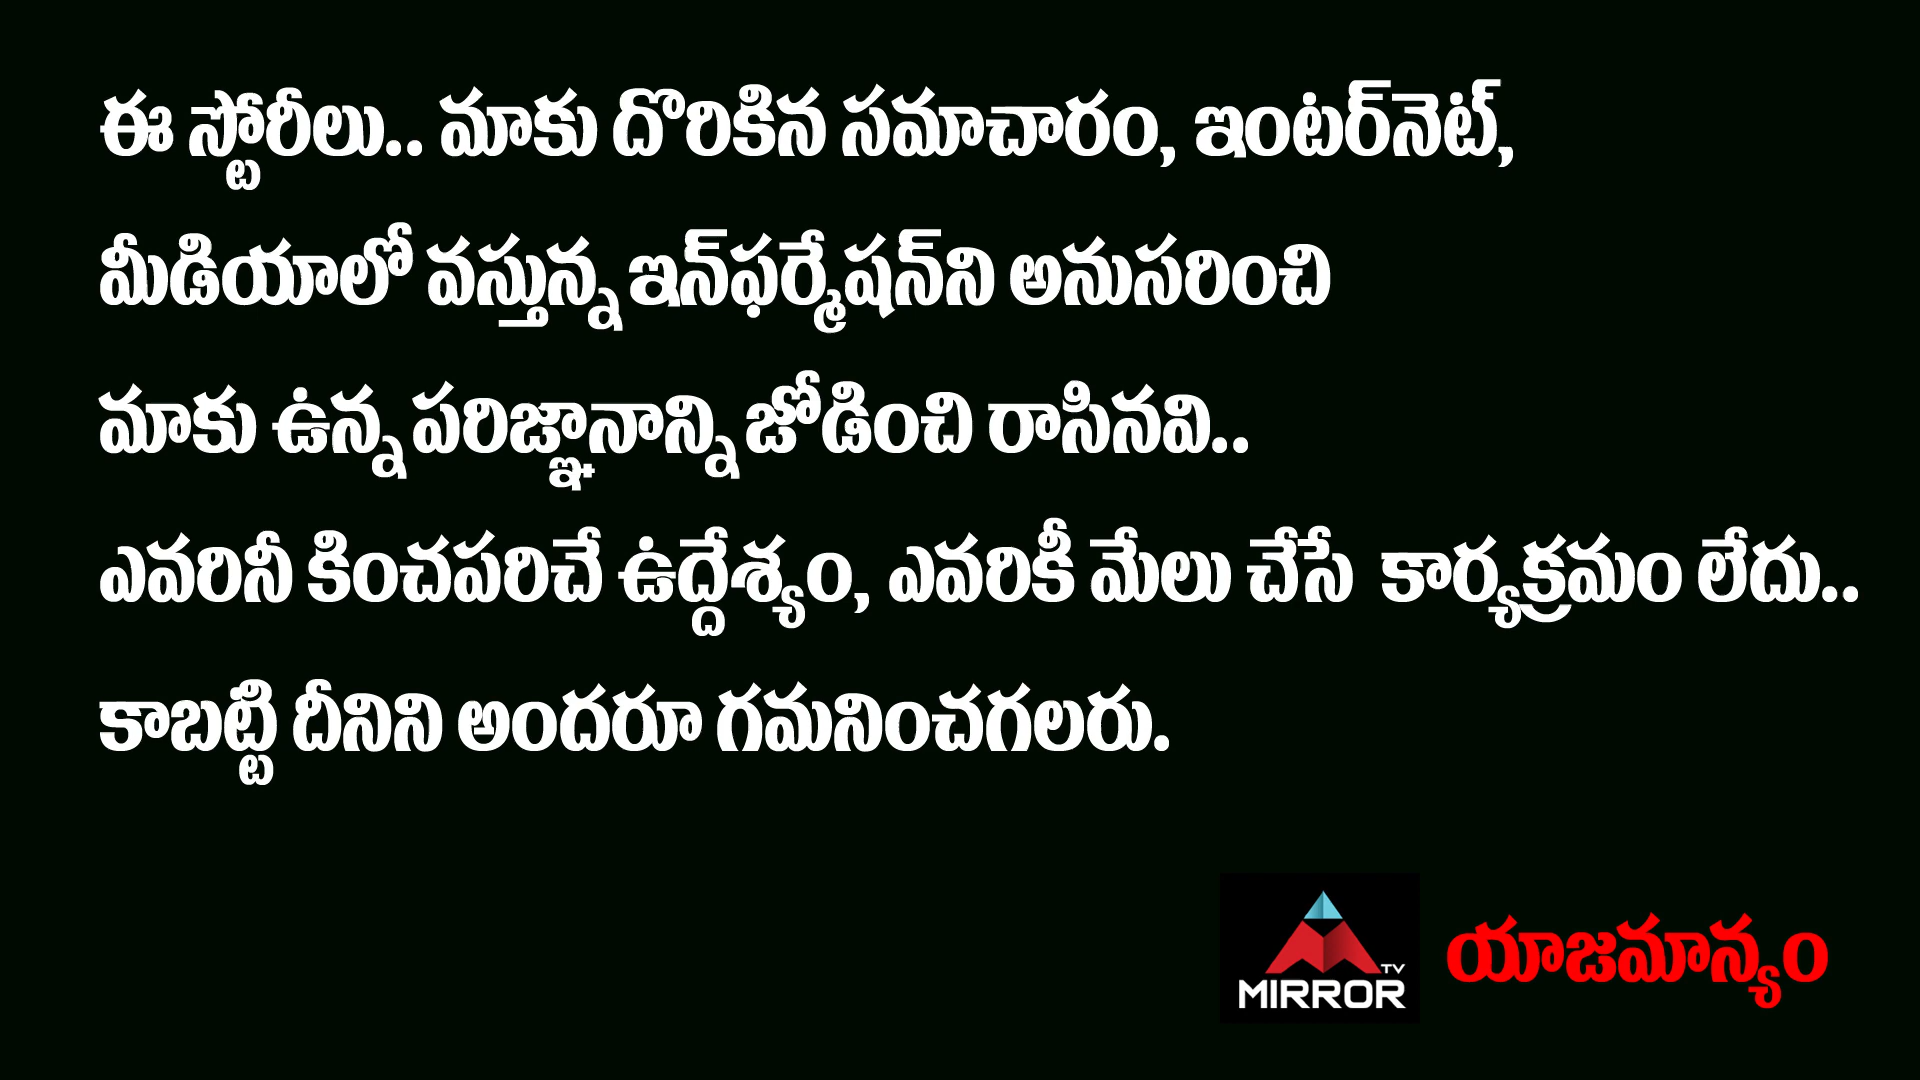 ఈ స్టోరీలు.. మాకు దొరికిన సమాచారం, ఇంటర్‌నెట్,
మీడియాలో వస్తున్న ఇన్‌ఫర్మేషన్‌ని అనుసరించి
మాకు ఉన్న పరిజ్ఞానాన్ని జోడించి రాసినవి..
ఎవరినీ కించపరిచే ఉద్దేశ్యం, ఎవరికీ మేలు చేసే కార్యక్రమం లేదు..
కాబట్టి దీనిని అందరూ గమనించగలరు.
TV
MIRROR
యాజమాన్యం